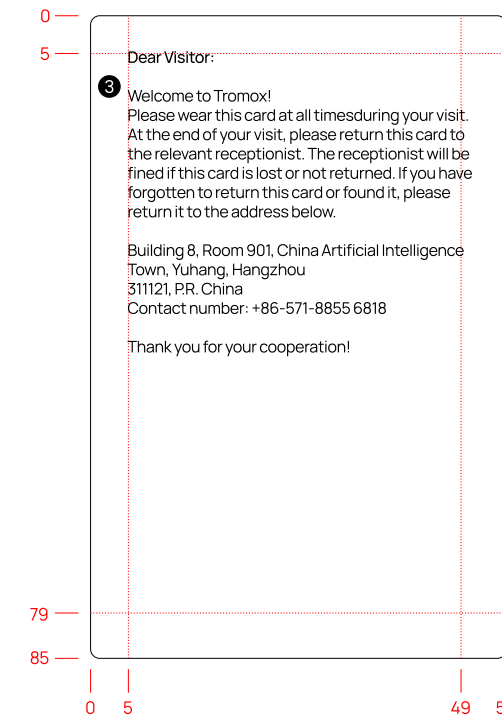 0
5
Dear Visitor:
3
Welcome to Tromox!
Please wear this card at all timesduring your visit.
At the end of your visit, please return this card to
the relevant receptionist. The receptionist will be
fined if this card is lost or not returned. If you have
forgotten to return this card or found it, please
return it to the address below.
Building 8, Room 901, China Artificial Intelligence
Town, Yuhang, Hangzhou
311121, P.R. China
Contact number: +86-571-8855 6818
Thank you for your cooperation!
79
85
0 5 49